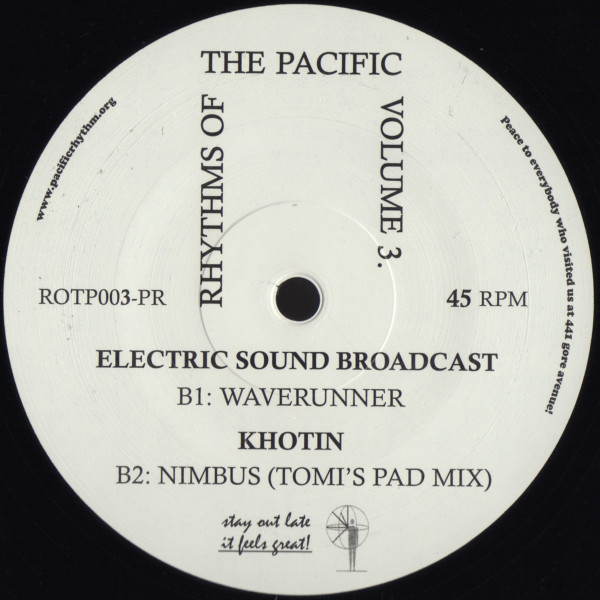 RHYTHMS OF
THE PACIFIC
VOLUME 3.
www.pacificrhythm.org
Peace to everybody who visited us at 441 gore avenue!
ROTP003-PR
45 RPM
ELECTRIC SOUND BROADCAST
B1: WAVERUNNER
KHOTIN
B2: NIMBUS (TOMI'S PAD MIX)
stay out late
it feels great!